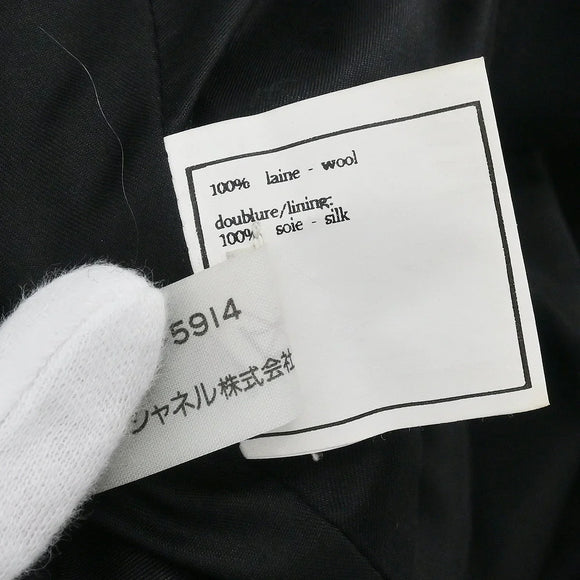 100% laine - wool
doublure/lining:
100% soie - silk
5914
シャネル株式会社